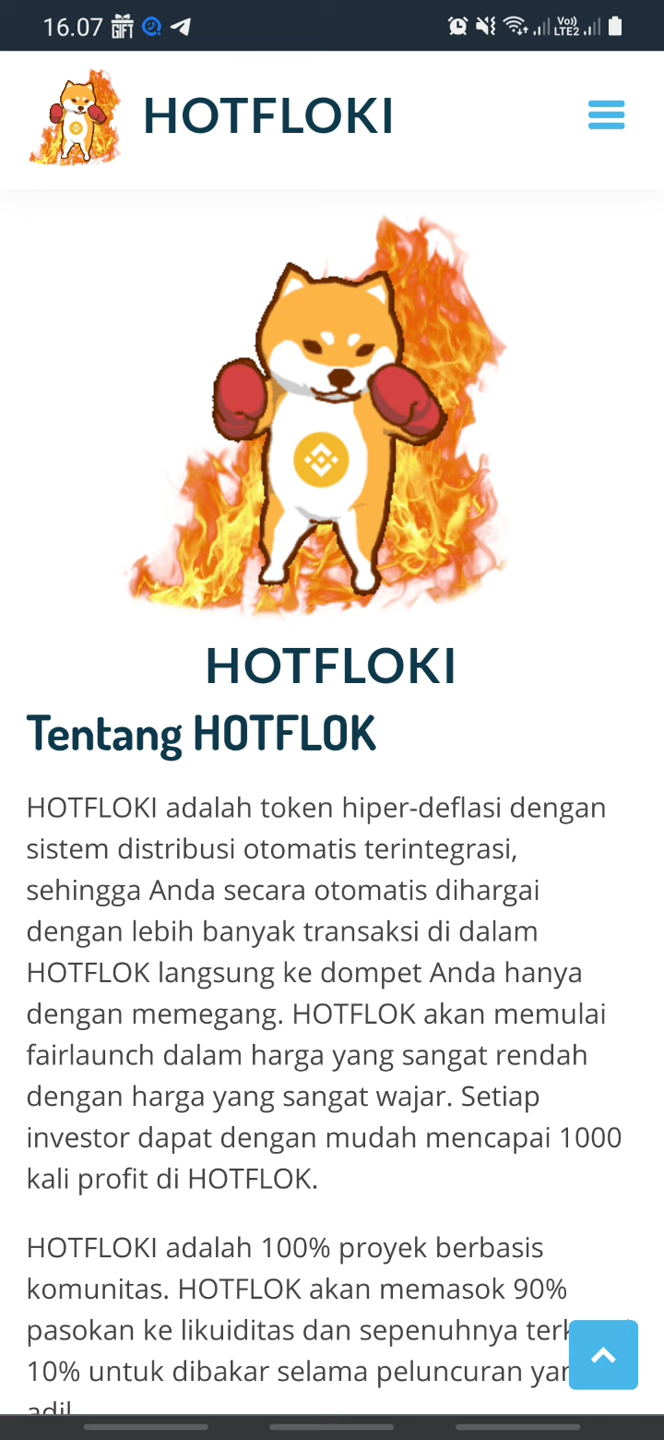 16.07
GIFT
Vo))
LTE2
HOTFLOKI
HOTFLOKI
Tentang HOTFLOK
HOTFLOKI adalah token hiper-deflasi dengan
sistem distribusi otomatis terintegrasi,
sehingga Anda secara otomatis dihargai
dengan lebih banyak transaksi di dalam
HOTFLOK langsung ke dompet Anda hanya
dengan memegang. HOTFLOK akan memulai
fairlaunch dalam harga yang sangat rendah
dengan harga yang sangat wajar. Setiap
investor dapat dengan mudah mencapai 1000
kali profit di HOTFLOK.
HOTFLOKI adalah 100% proyek berbasis
komunitas. HOTFLOK akan memasok 90%
pasokan ke likuiditas dan sepenuhnya
10% untuk dibakar selama peluncuran
adil